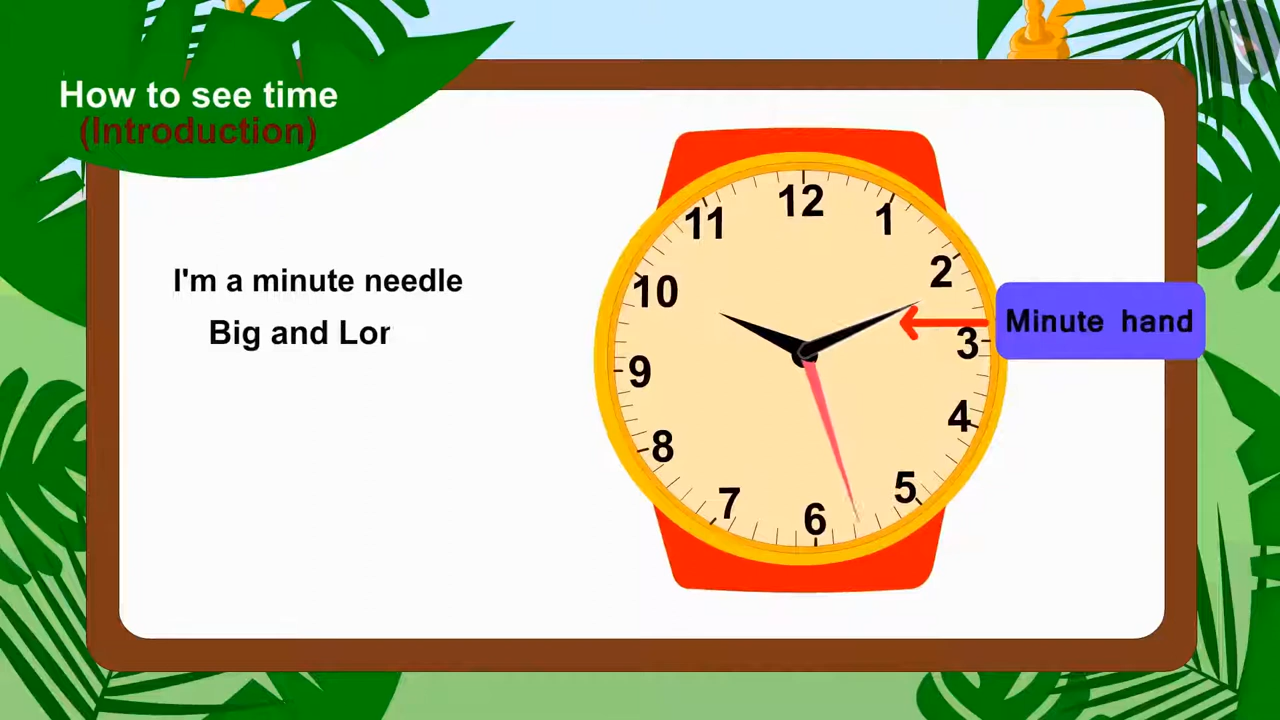 How to see time
(Introduction)
I'm a minute needle
Big and Lor
Minute hand
12
1
2
3
4
5
6
7
8
9
10
11